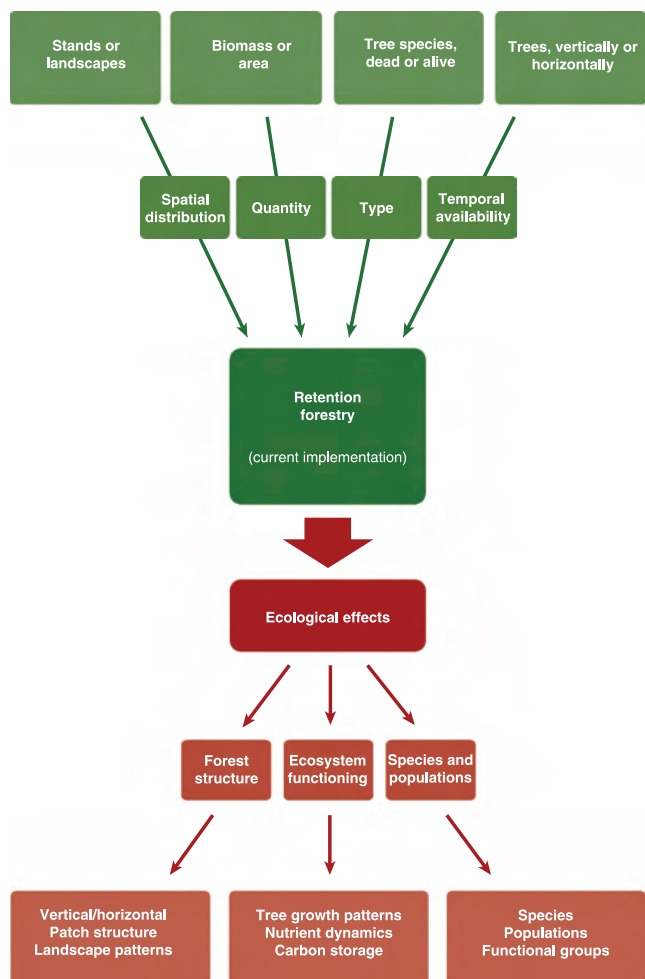 Stands or
landscapes
Biomass or
area
Tree species,
dead or alive
Trees, vertically or
horizontally
Spatial
distribution
Quantity
Type
Temporal
availability
Retention
forestry
(current implementation)
Ecological effects
Forest
structure
Ecosystem
functioning
Species and
populations
Vertical/horizontal
Patch structure
Landscape patterns
Tree growth patterns
Nutrient dynamics
Carbon storage
Species
Populations
Functional groups